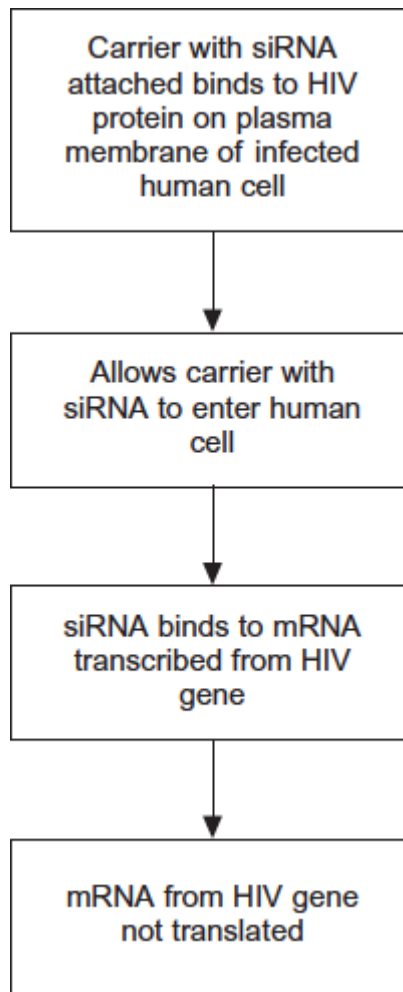 Carrier with siRNA
attached binds to HIV
protein on plasma
membrane of infected
human cell
Allows carrier with
siRNA to enter human
cell
siRNA binds to mRNA
transcribed from HIV
gene
mRNA from HIV gene
not translated